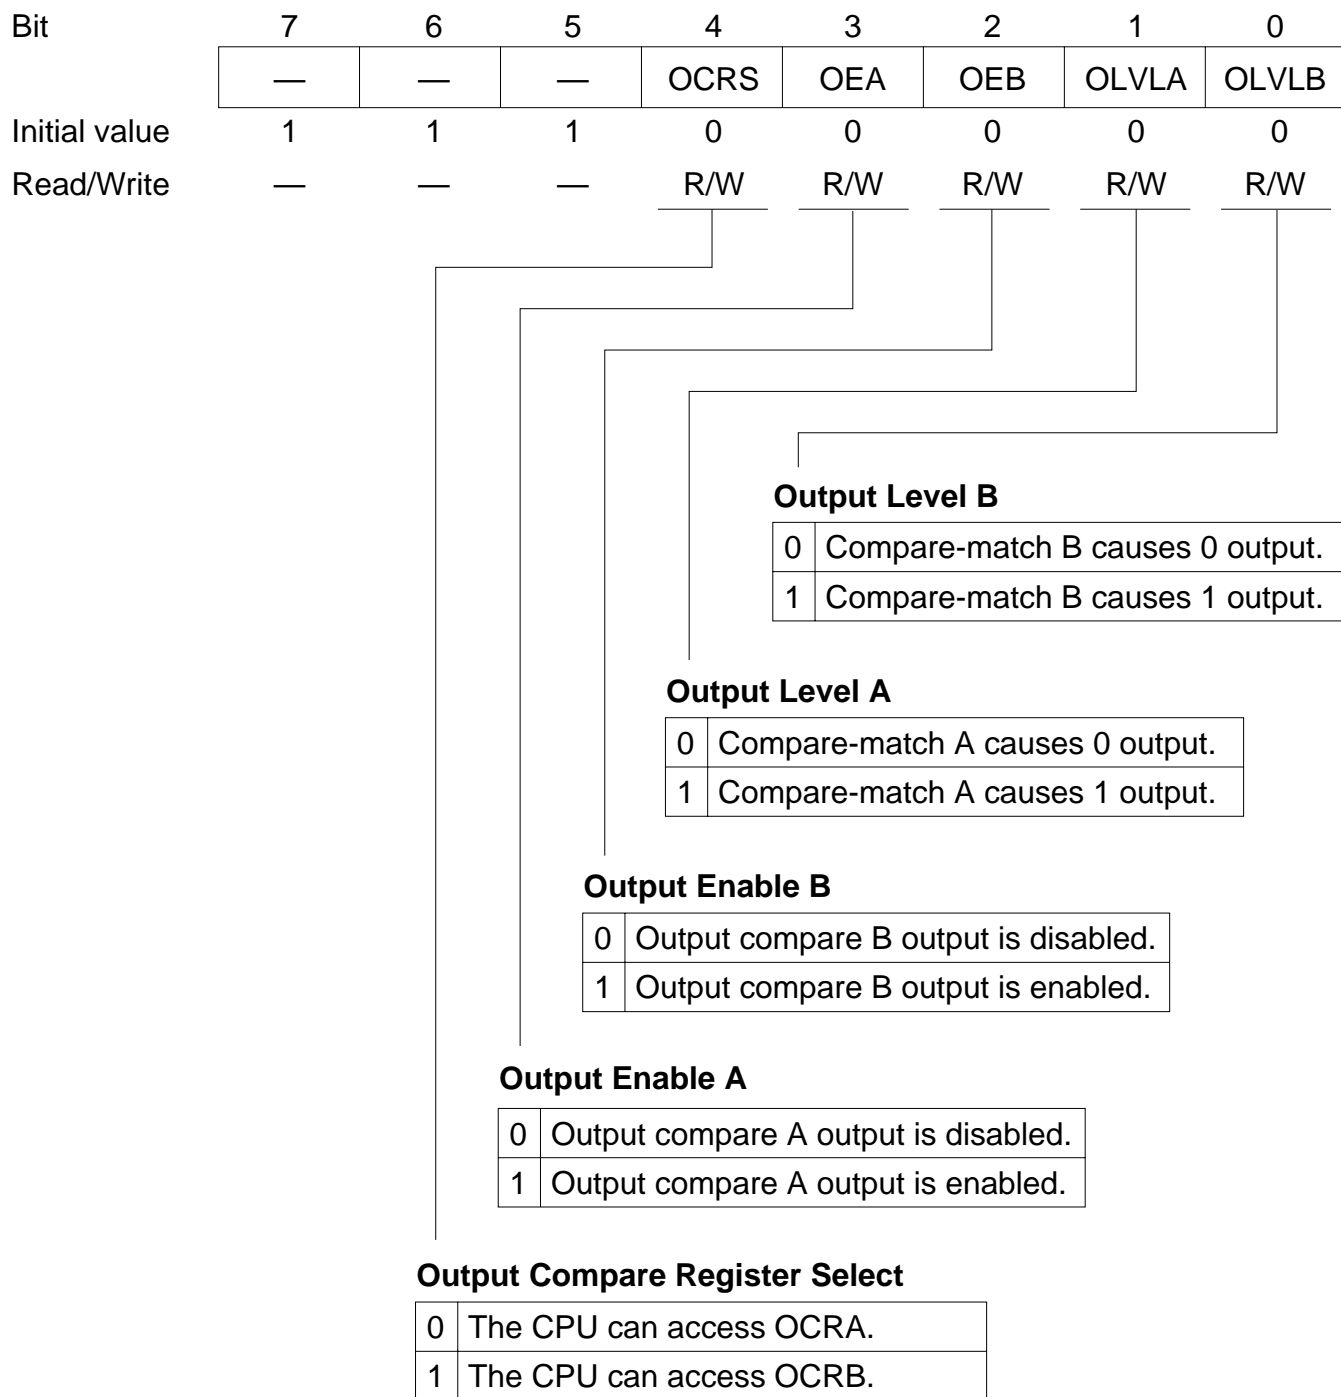 Bit 7 6 5 4 3 2 1 0
— — — OCRS OEA OEB OLVLA OLVLB
Initial value 1 1 1 0 0 0 0 0
Read/Write — — — R/W R/W R/W R/W R/W
Output Level B
0 Compare-match B causes 0 output.
1 Compare-match B causes 1 output.
Output Level A
0 Compare-match A causes 0 output.
1 Compare-match A causes 1 output.
Output Enable B
0 Output compare B output is disabled.
1 Output compare B output is enabled.
Output Enable A
0 Output compare A output is disabled.
1 Output compare A output is enabled.
Output Compare Register Select
0 The CPU can access OCRA.
1 The CPU can access OCRB.